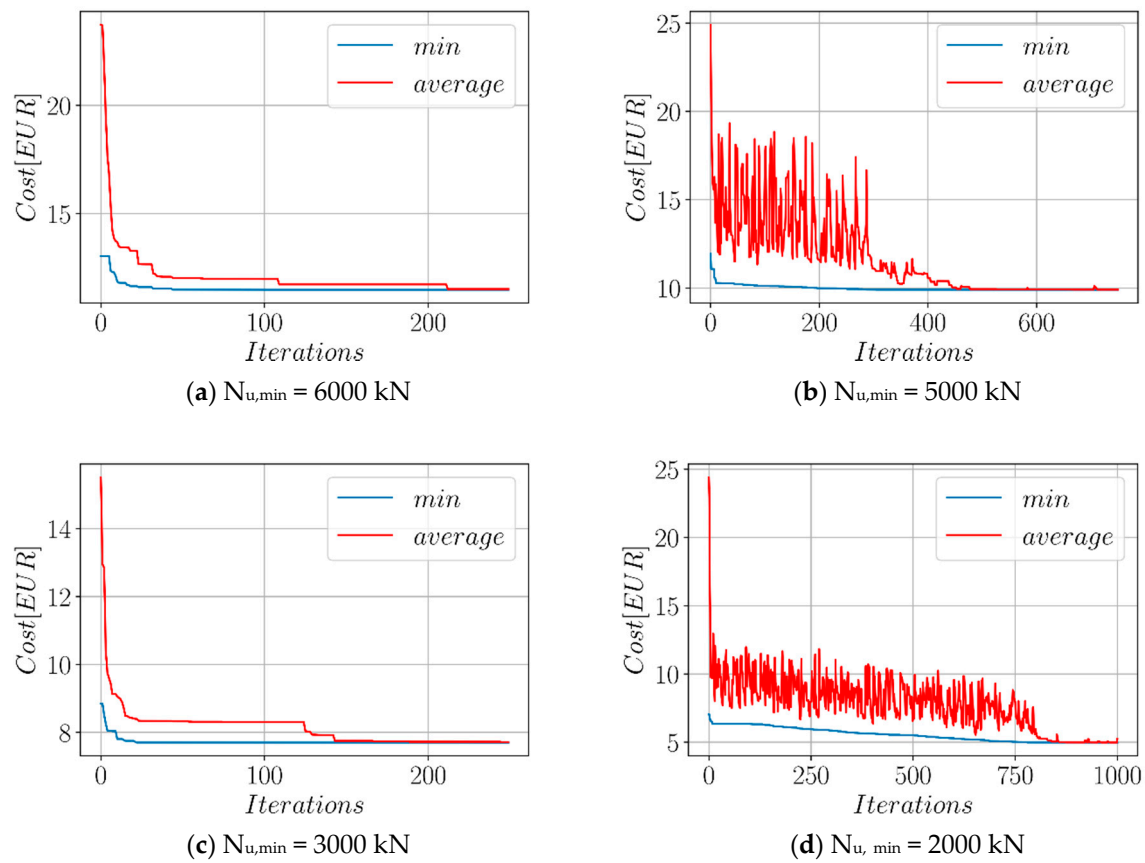 min
average
Cost[EUR]
20
15
0
100
200
Iterations
(a) Nu,min = 6000 kN
min
average
Cost[EUR]
25
20
15
10
0
200
400
600
Iterations
(b) Nu,min = 5000 kN
min
average
Cost[EUR]
14
12
10
8
0
100
200
Iterations
(c) Nu,min = 3000 kN
min
average
Cost[EUR]
25
20
15
10
5
0
250
500
750
1000
Iterations
(d) Nu, min = 2000 kN